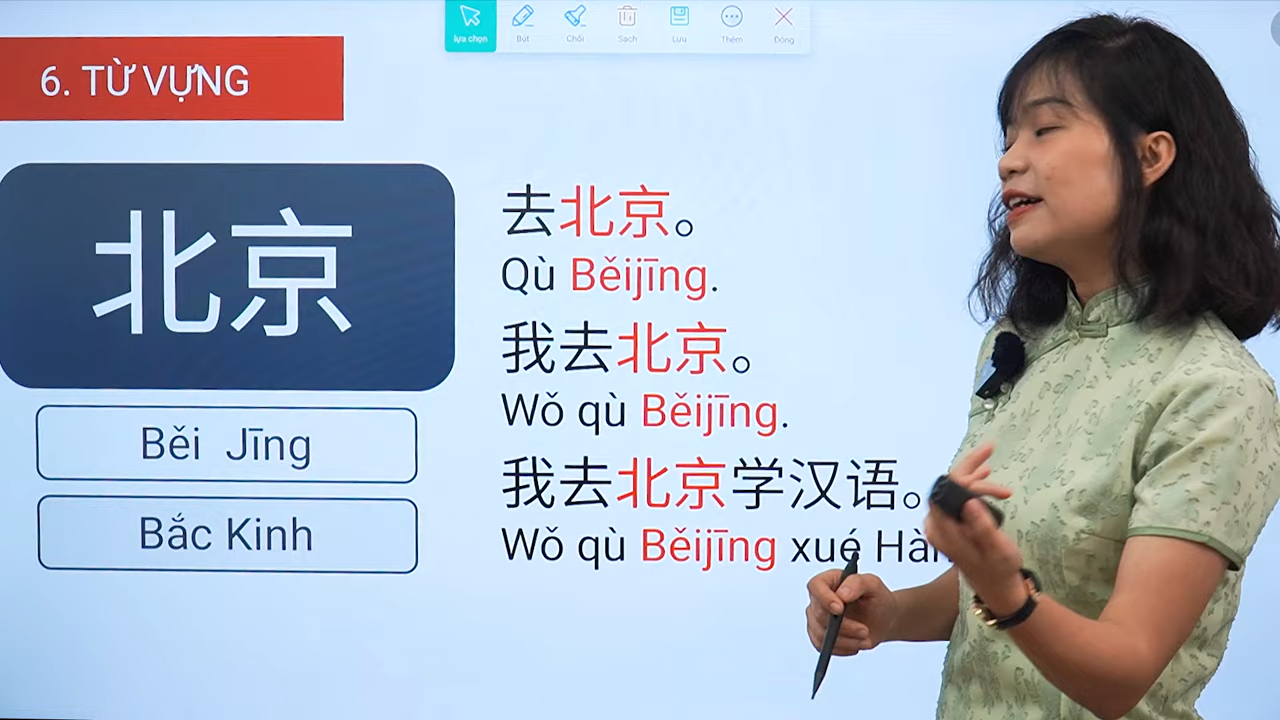 lựa chọn Bút Chổi Sạch Lưu Thêm Đóng
6. TỪ VỰNG
北京
Běi Jīng
Bắc Kinh
去北京。
Qù Běijīng.
我去北京。
Wǒ qù Běijīng.
我去北京学汉语。
Wǒ qù Běijīng xué